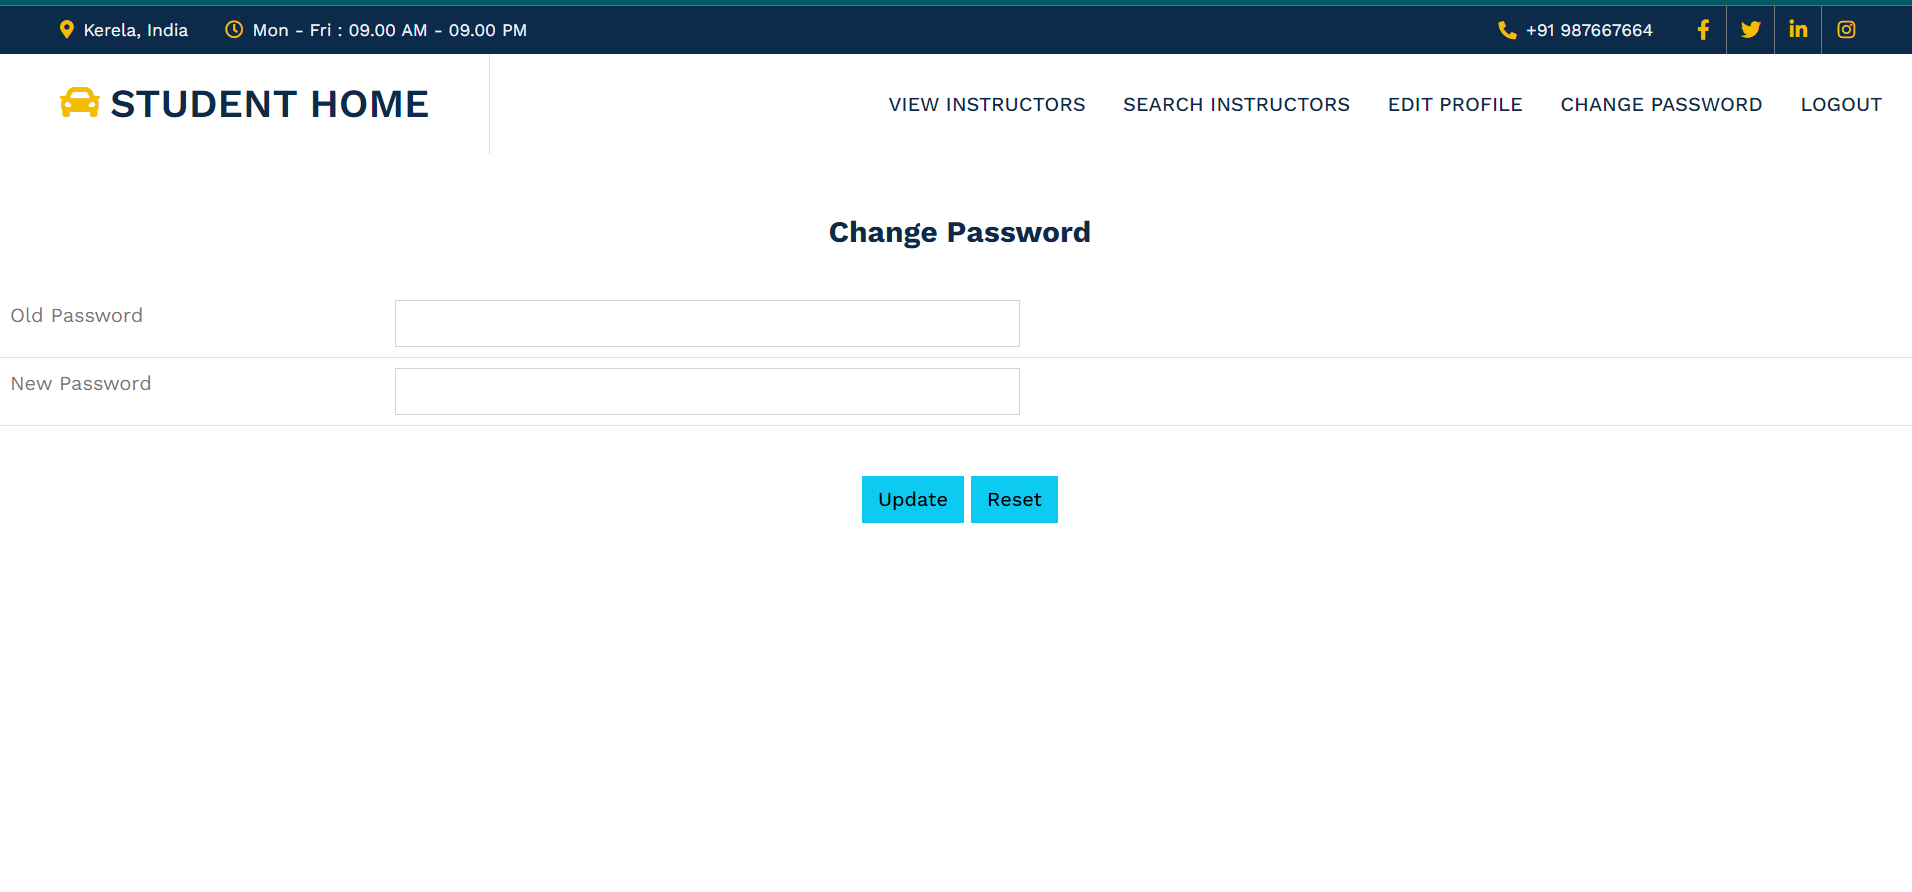 Kerela, India
Mon - Fri : 09.00 AM - 09.00 PM
+91 987667664
STUDENT HOME
VIEW INSTRUCTORS
SEARCH INSTRUCTORS
EDIT PROFILE
CHANGE PASSWORD
LOGOUT
Change Password
Old Password
New Password
Update
Reset